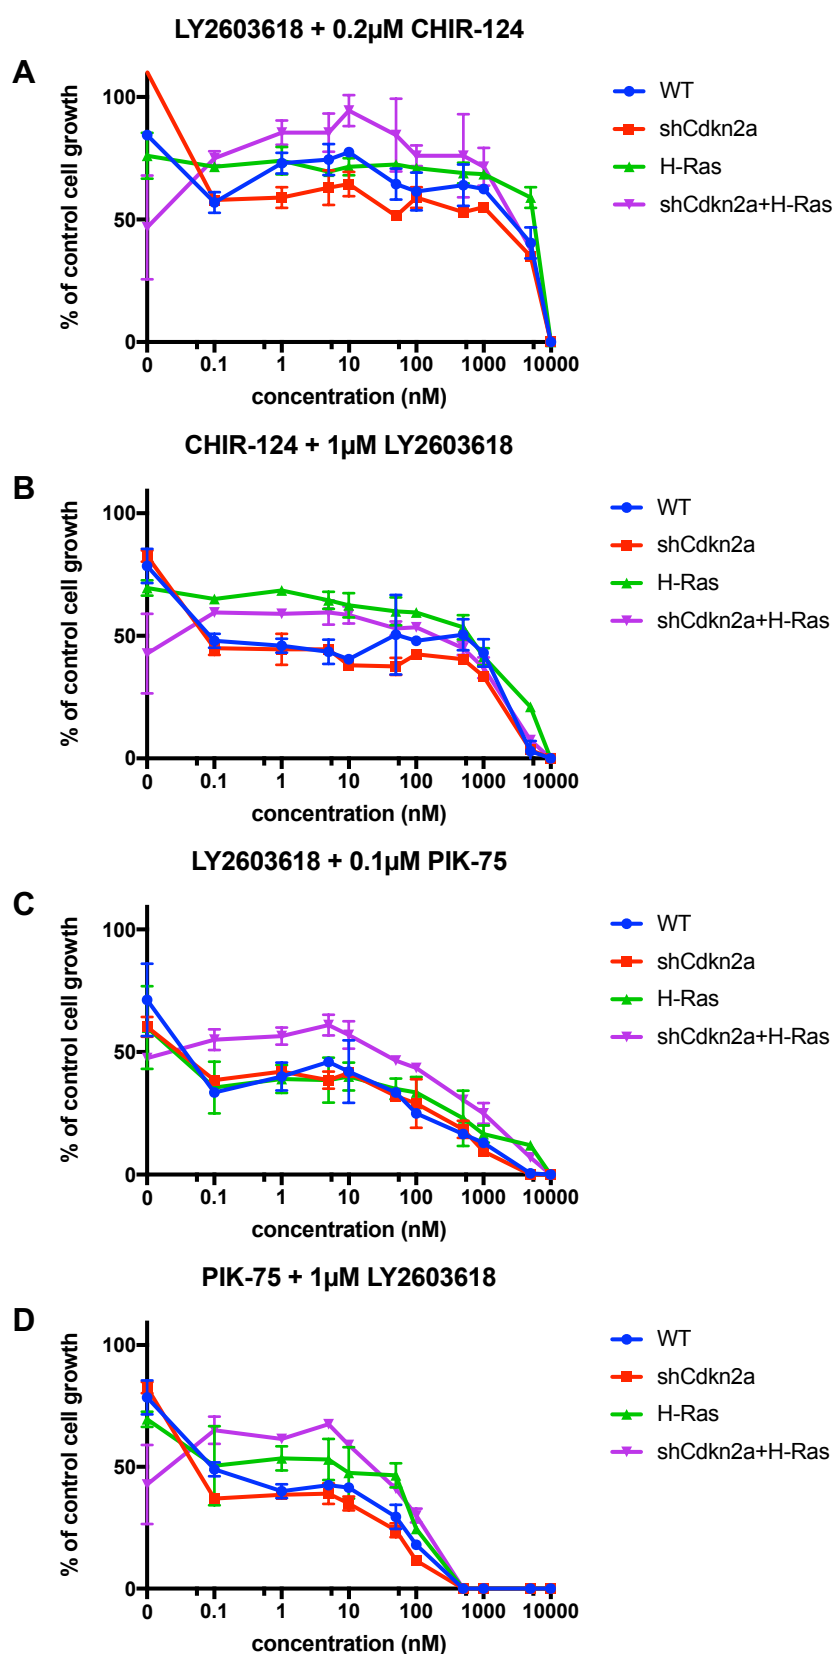 LY2603618 + 0.2µM CHIR-124
A
% of control cell growth
100
50
0
0 0.1 1 10 100 1000 10000
concentration (nM)
WT
shCdkn2a
H-Ras
shCdkn2a+H-Ras
CHIR-124 + 1µM LY2603618
B
% of control cell growth
100
50
0
0 0.1 1 10 100 1000 10000
concentration (nM)
WT
shCdkn2a
H-Ras
shCdkn2a+H-Ras
LY2603618 + 0.1µM PIK-75
C
% of control cell growth
100
50
0
0 0.1 1 10 100 1000 10000
concentration (nM)
WT
shCdkn2a
H-Ras
shCdkn2a+H-Ras
PIK-75 + 1µM LY2603618
D
% of control cell growth
100
50
0
0 0.1 1 10 100 1000 10000
concentration (nM)
WT
shCdkn2a
H-Ras
shCdkn2a+H-Ras